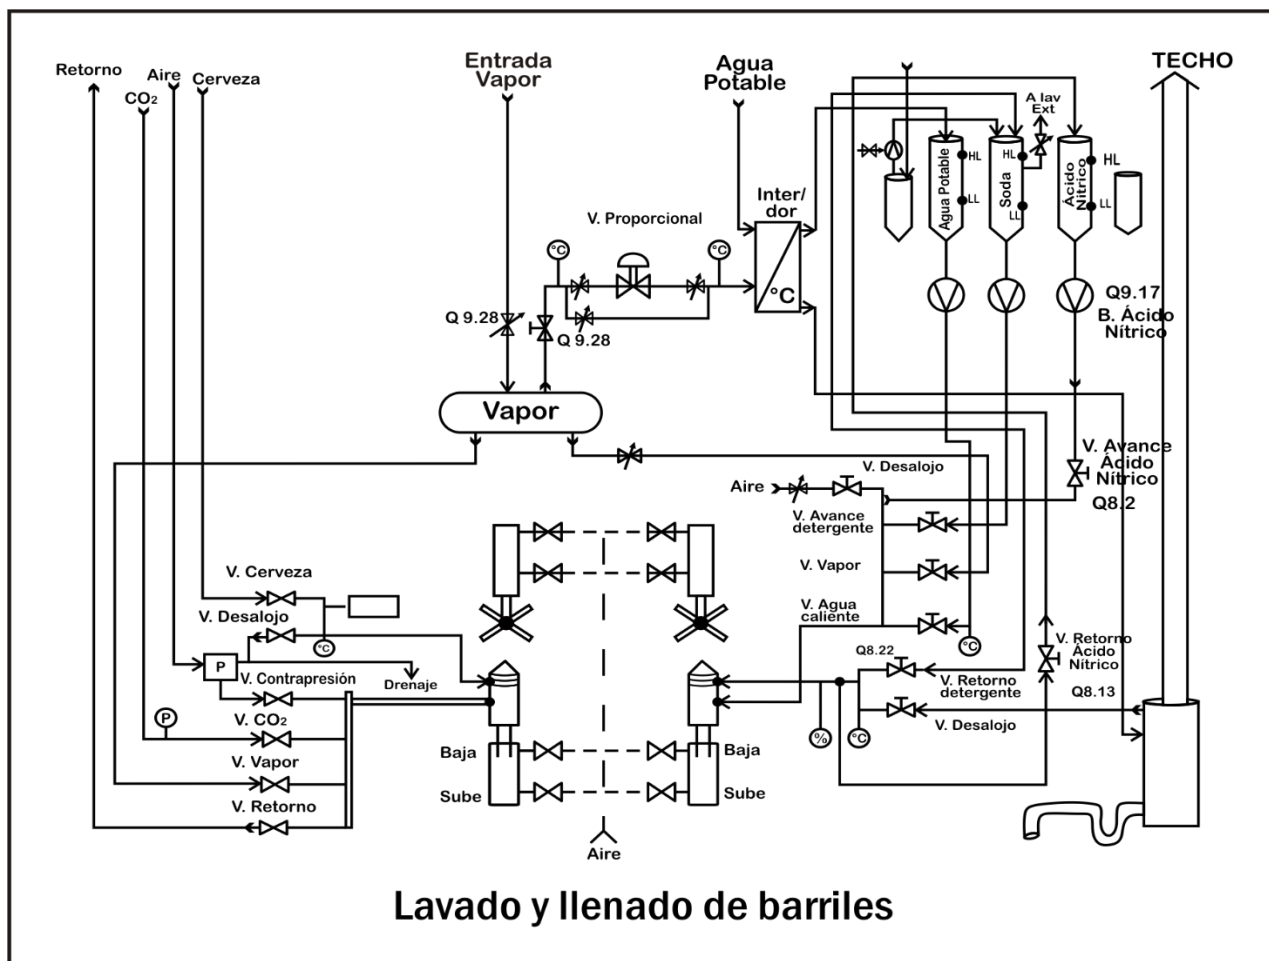 Retorno
Aire
Cerveza
CO₂
Entrada
Vapor
Agua
Potable
TECHO
A lav
Ext
Agua Potable
HL
LL
Soda
HL
LL
Ácido
Nítrico
HL
LL
Inter/
dor
°C
V. Proporcional
°C
°C
Q 9.28
Q 9.28
Q9.17
B. Ácido
Nítrico
Vapor
V. Avance
Ácido
Nítrico
Q8.2
V. Desalojo
Aire
V. Avance
detergente
V. Vapor
V. Agua
caliente
°C
V. Cerveza
V. Desalojo
°C
P
Drenaje
V. Contrapresión
P
V. CO₂
V. Vapor
V. Retorno
Q8.22
V. Retorno
detergente
V. Retorno
Ácido
Nítrico
Q8.13
V. Desalojo
%
°C
Baja
Baja
Sube
Sube
Aire
Lavado y llenado de barriles